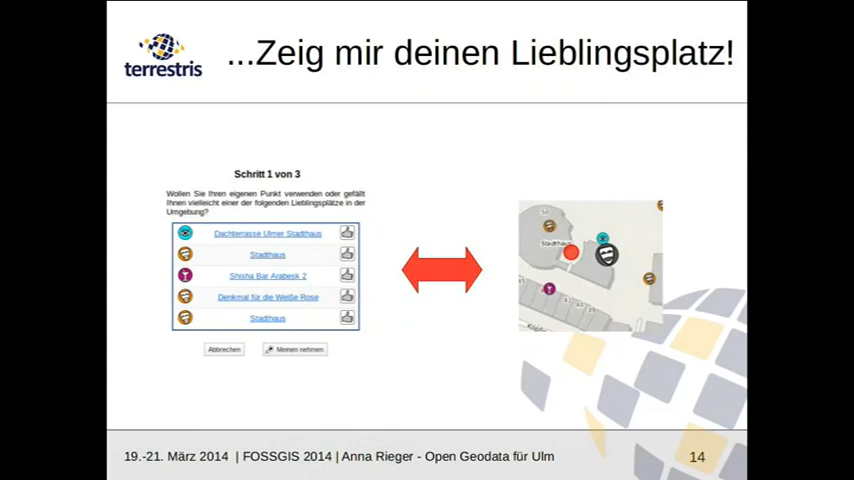 terrestris
...Zeig mir deinen Lieblingsplatz!
Schritt 1 von 3
Wollen Sie Ihren eigenen Punkt verwenden oder gefällt
Ihnen vielleicht einer der folgenden Lieblingsplätze in der
Umgebung?
Dachterrasse Ulmer Stadthaus
Stadthaus
Shisha Bar Arabesk 2
Denkmal für die Weiße Rose
Stadthaus
Abbrechen
Meinen nehmen
50
Stadthaus
19.-21. März 2014 | FOSSGIS 2014 | Anna Rieger - Open Geodata für Ulm
14